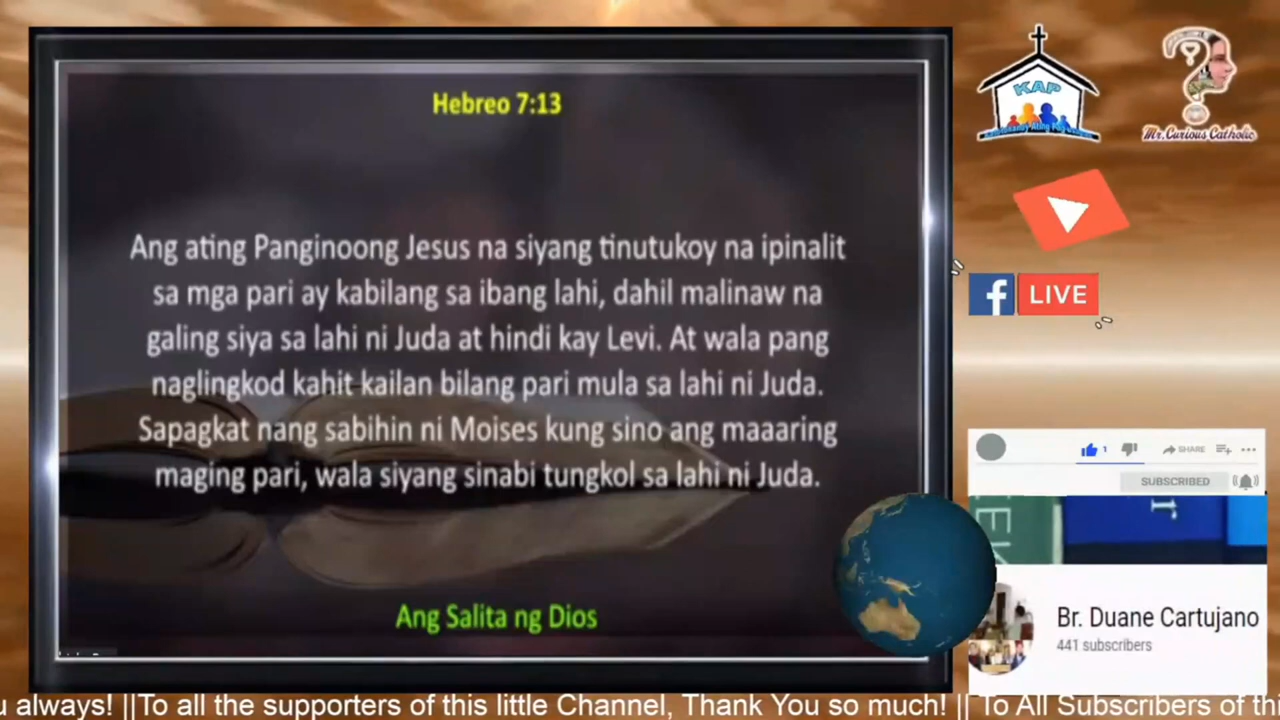 Hebreo 7:13
Ang ating Panginoong Jesus na siyang tinutukoy na ipinalit
sa mga pari ay kabilang sa ibang lahi, dahil malinaw na
galing siya sa lahi ni Juda at hindi kay Levi. At wala pang
naglingkod kahit kailan bilang pari mula sa lahi ni Juda.
Sapagkat nang sabihin ni Moises kung sino ang maaaring
maging pari, wala siyang sinabi tungkol sa lahi ni Juda.
Ang Salita ng Dios
KAP
Mr. Curious Catholic
f LIVE
1 SHARE
SUBSCRIBED
Br. Duane Cartujano
441 subscribers
u always! ||To all the supporters of this little Channel, Thank You so much! || To All Subscribers of thi